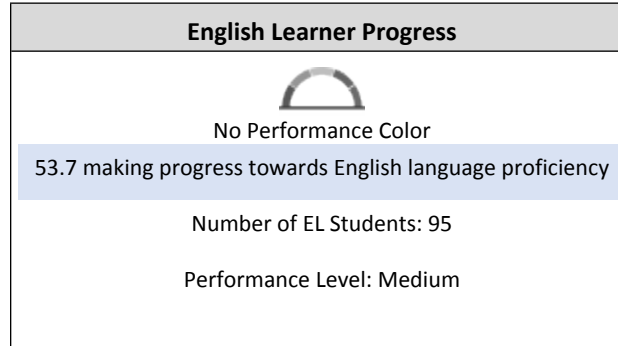 English Learner Progress
No Performance Color
53.7 making progress towards English language proficiency
Number of EL Students: 95
Performance Level: Medium